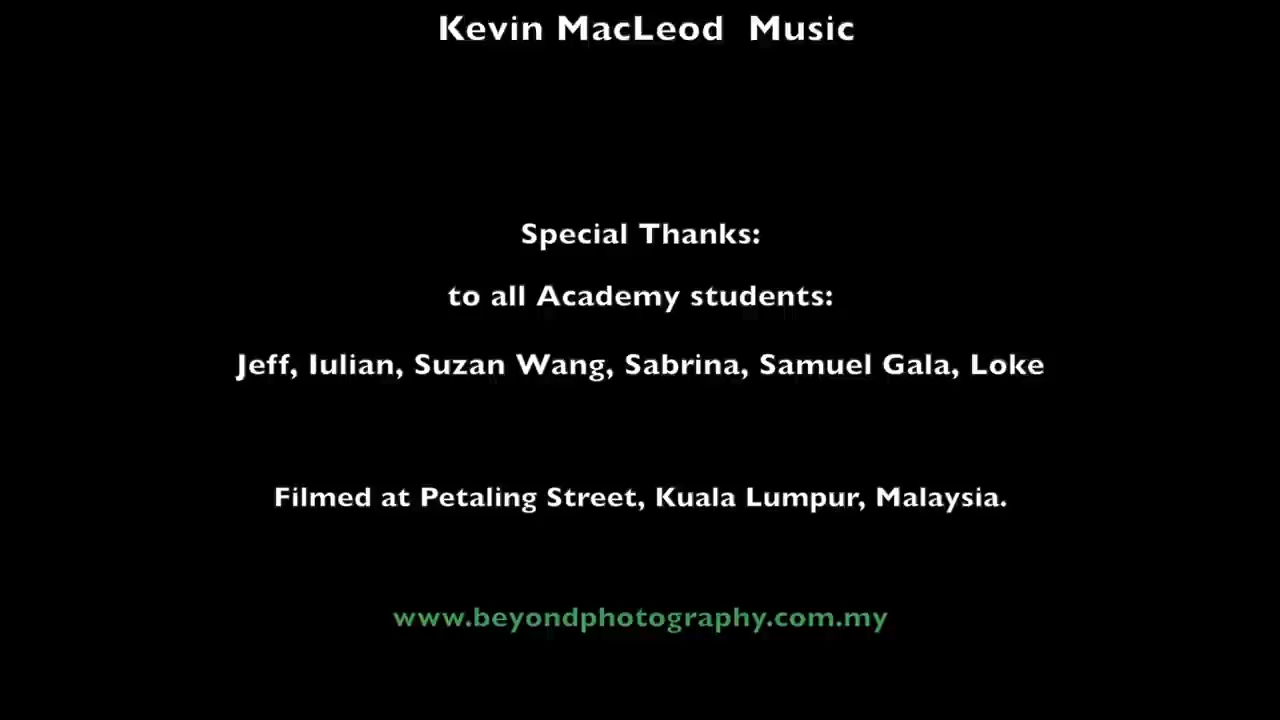 Kevin MacLeod  Music
Special Thanks:
to all Academy students:
Jeff, Iulian, Suzan Wang, Sabrina, Samuel Gala, Loke
Filmed at Petaling Street, Kuala Lumpur, Malaysia.
www.beyondphotography.com.my